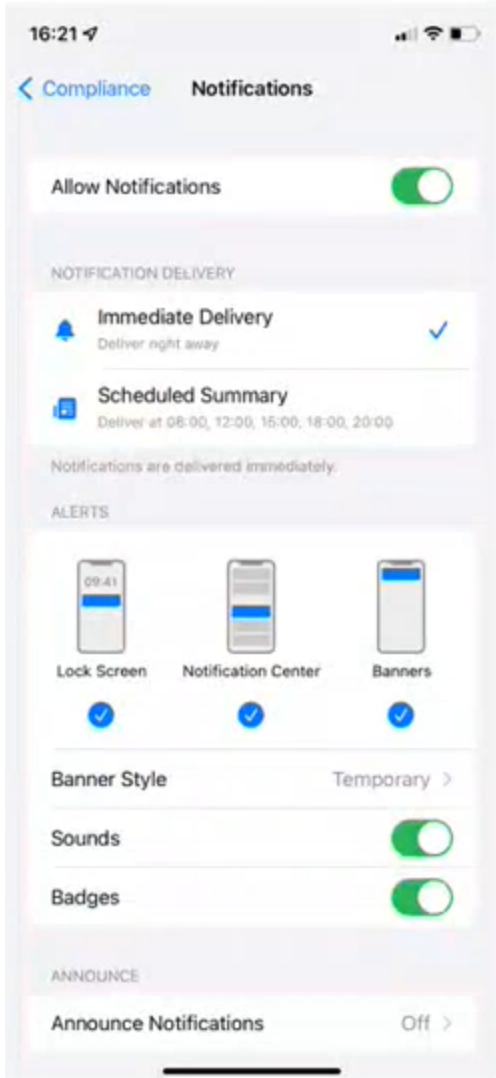 16:21
Compliance Notifications
Allow Notifications
NOTIFICATION DELIVERY
Immediate Delivery
Deliver right away
Scheduled Summary
Deliver at 08:00, 12:00, 15:00, 18:00, 20:00
Notifications are delivered immediately.
ALERTS
09:41
Lock Screen Notification Center Banners
Banner Style Temporary
Sounds
Badges
ANNOUNCE
Announce Notifications Off